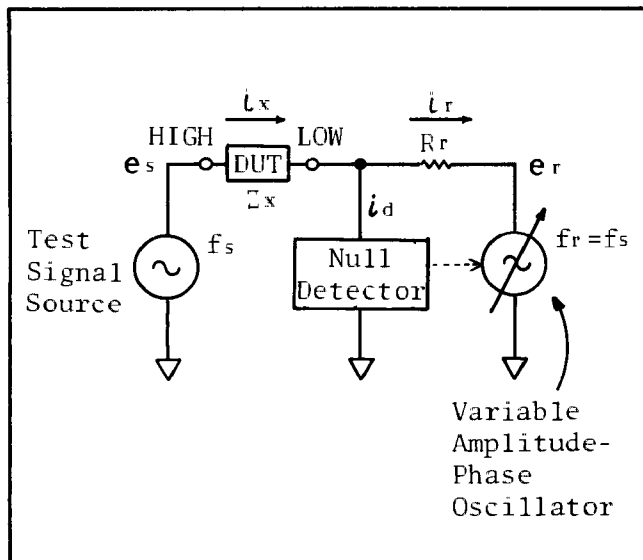 ix
ir
HIGH
LOW
Rr
es
DUT
er
Zx
id
Test
Signal
Source
fs
Null
Detector
fr=fs
Variable
Amplitude-
Phase
Oscillator